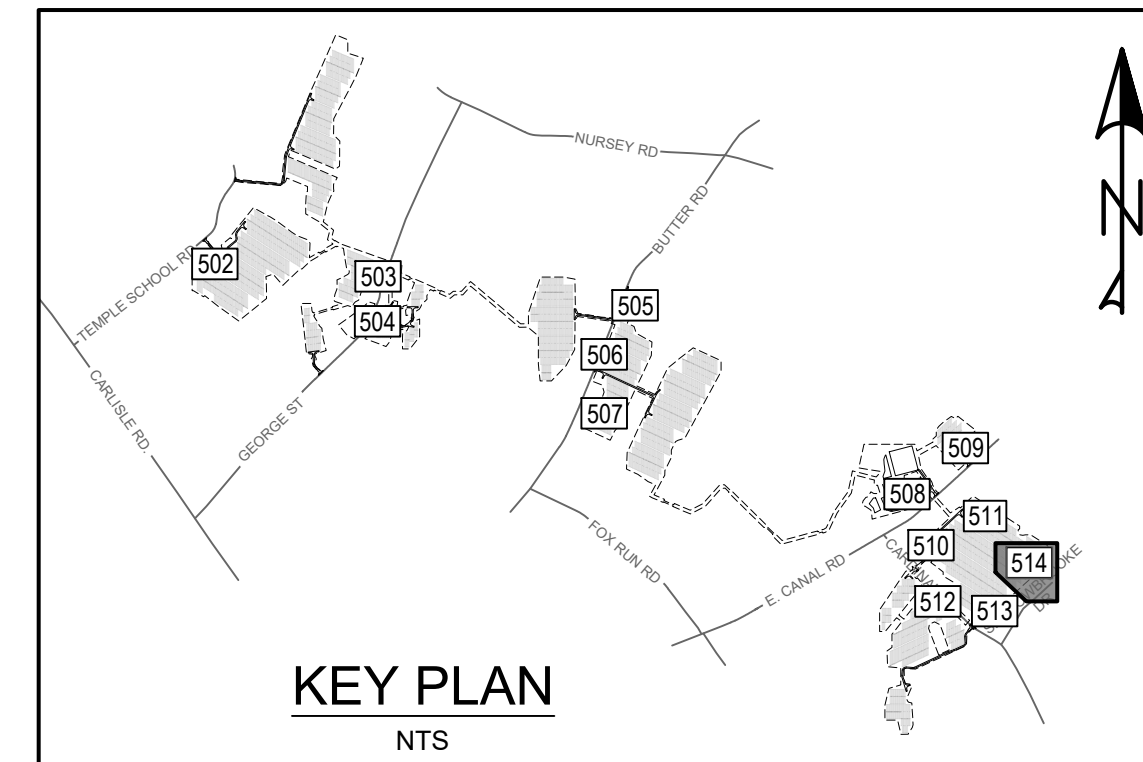 NURSEY RD
BUTTER RD
N
TEMPLE SCHOOL RD
502
503
504
505
506
507
CARLISLE RD.
GEORGE ST
FOX RUN RD
509
508
511
510
E. CANAL RD
514
512
513
DR
KEY PLAN
NTS